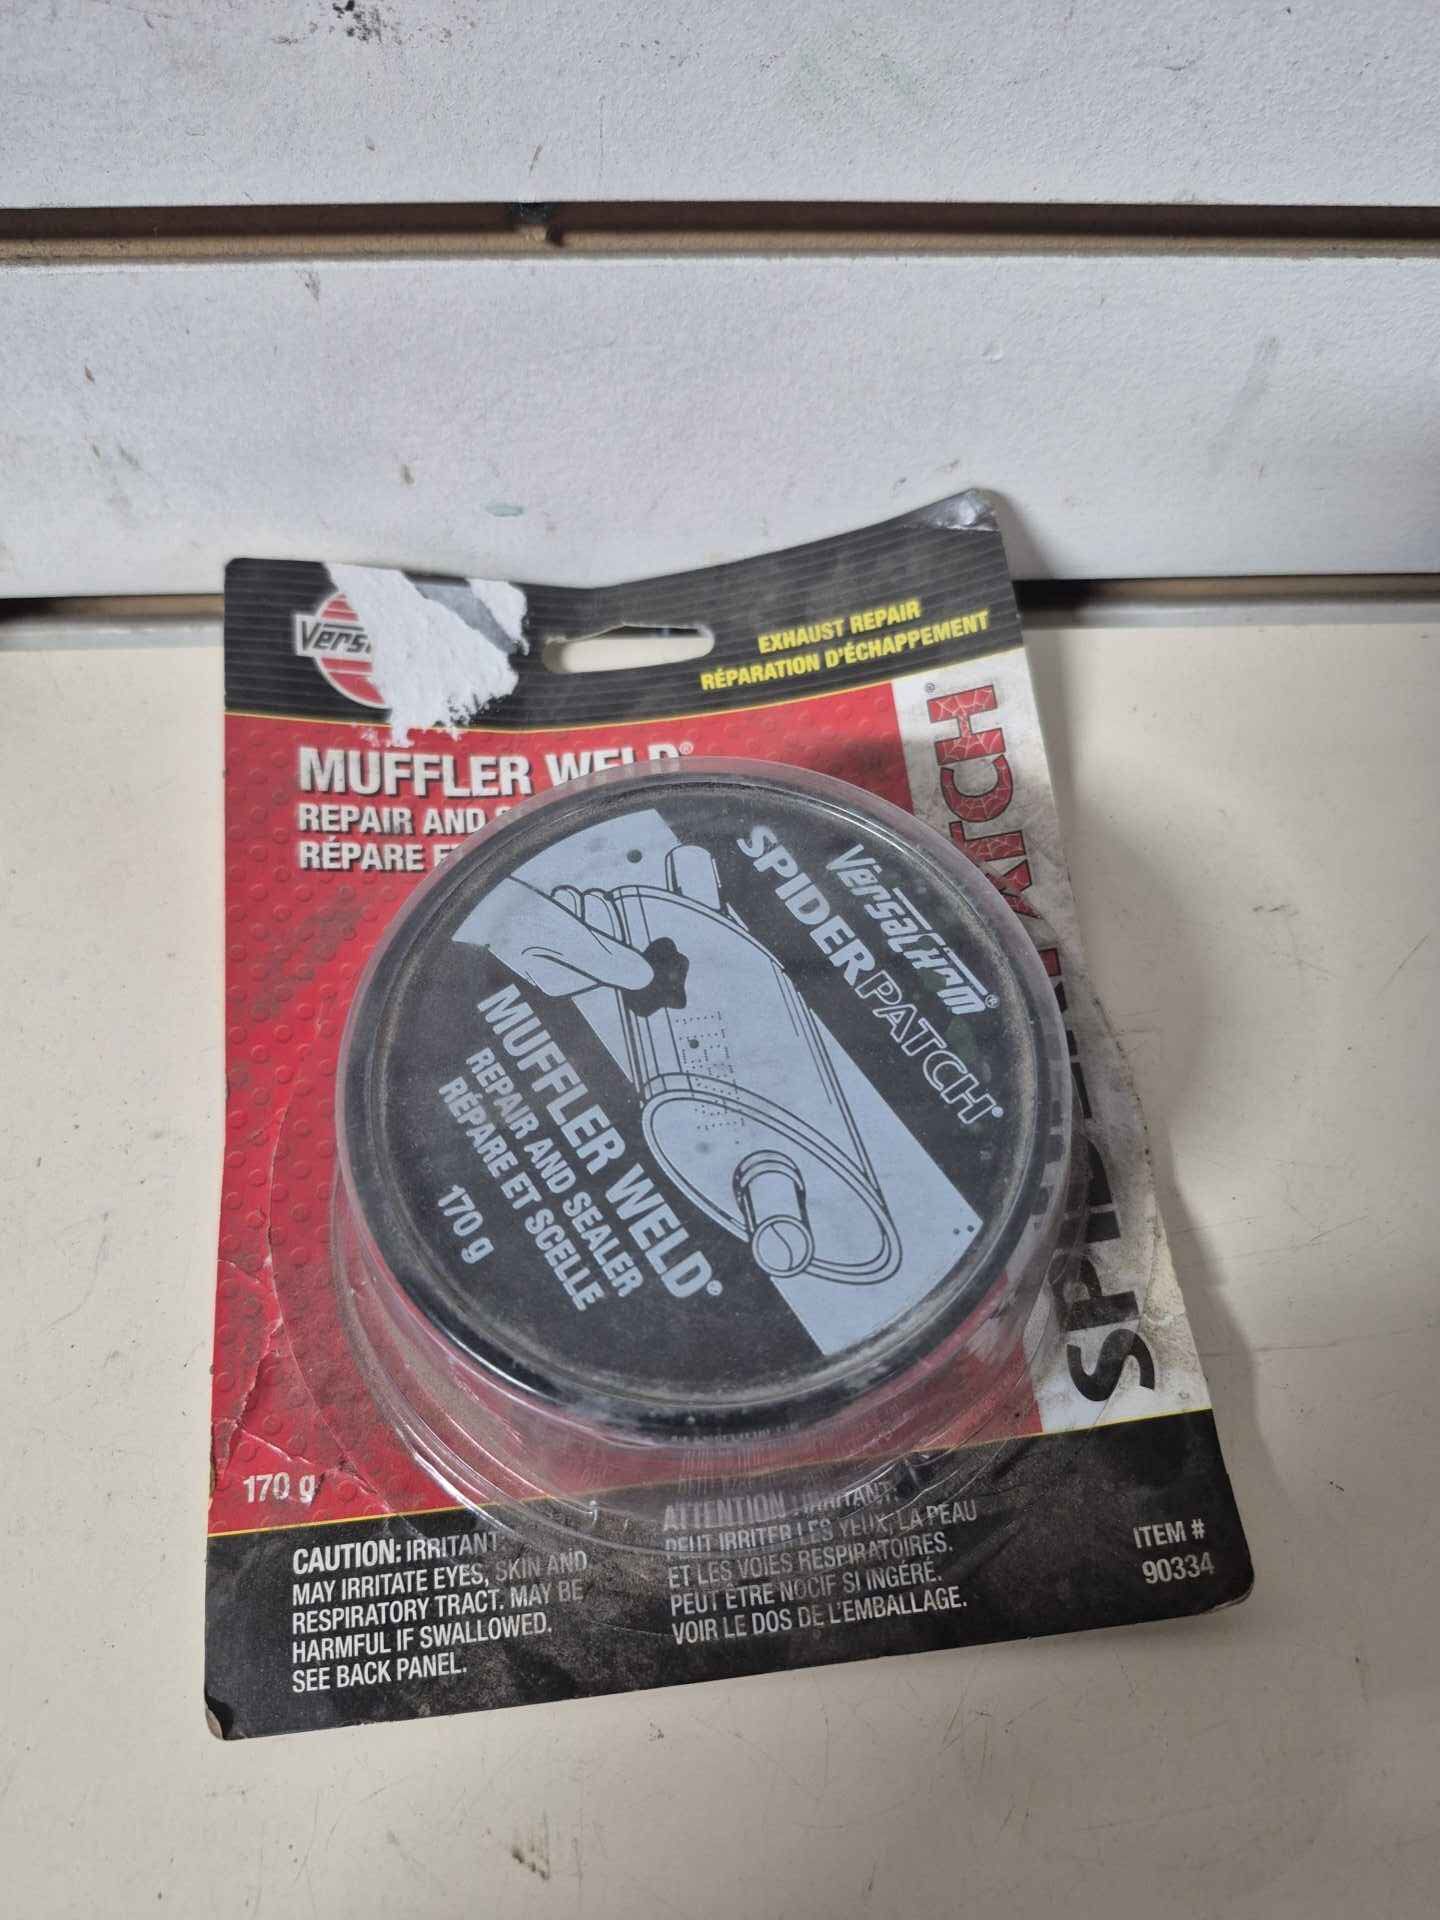 EXHAUST REPAIR
RÉPARATION D'ÉCHAPPEMENT
MUFFLER WELD®
REPAIR AND
RÉPARE
SPIDER PATCH®
VersaChem®
SPIDERPATCH®
MUFFLER WELD®
REPAIR AND SEALER
RÉPARE ET SCELLE
170 g
170 g
CAUTION: IRRITANT.
MAY IRRITATE EYES, SKIN AND
RESPIRATORY TRACT. MAY BE
HARMFUL IF SWALLOWED.
SEE BACK PANEL.
ATTENTION : IRRITANT.
PEUT IRRITER LES YEUX, LA PEAU
ET LES VOIES RESPIRATOIRES.
PEUT ÊTRE NOCIF SI INGÉRÉ.
VOIR LE DOS DE L'EMBALLAGE.
ITEM #
90334